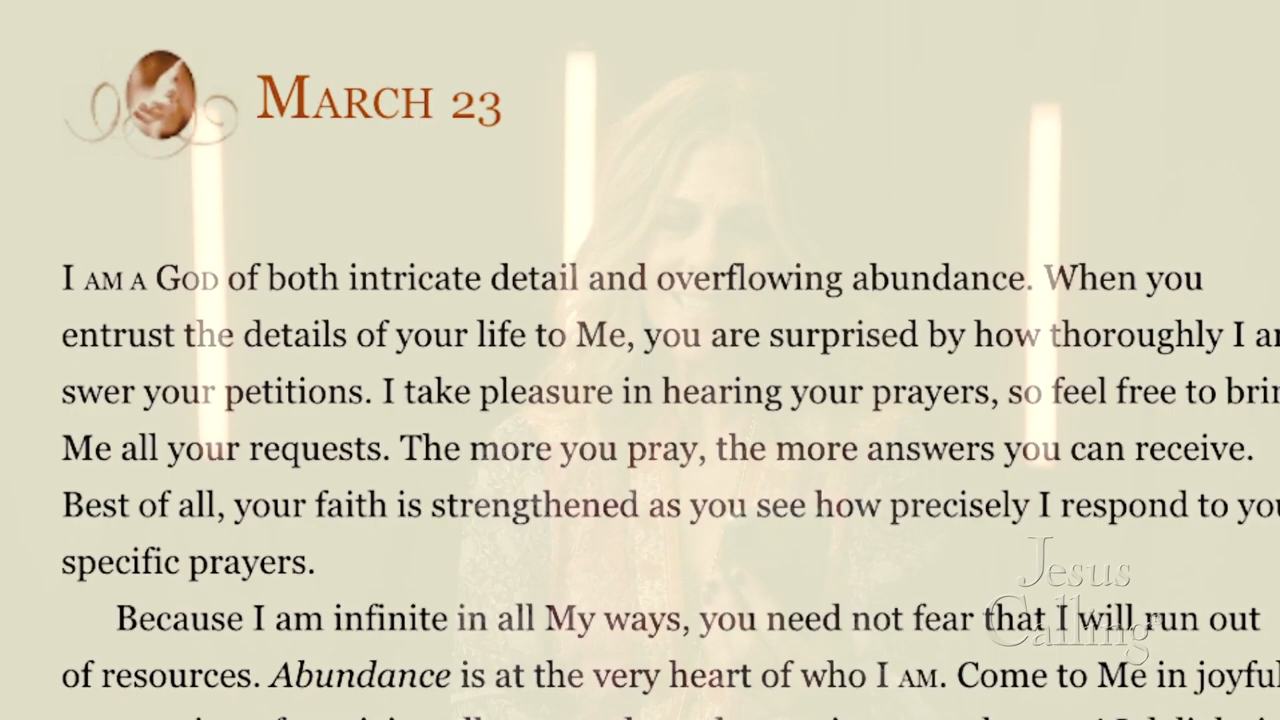 March 23
I am a God of both intricate detail and overflowing abundance. When you
entrust the details of your life to Me, you are surprised by how thoroughly I an
swer your petitions. I take pleasure in hearing your prayers, so feel free to brin
Me all your requests. The more you pray, the more answers you can receive.
Best of all, your faith is strengthened as you see how precisely I respond to you
specific prayers.
Because I am infinite in all My ways, you need not fear that I will run out
of resources. Abundance is at the very heart of who I AM. Come to Me in joyful
Jesus
Calling®